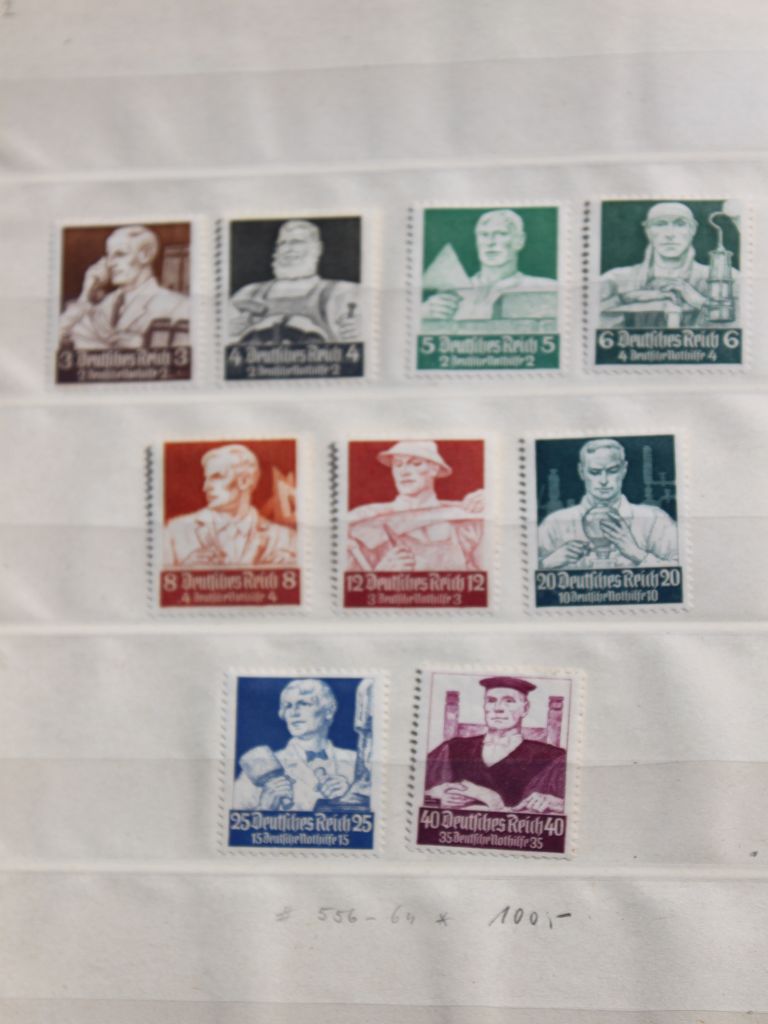 3 Deutsches Reich 3
2 Deutsche Nothilfe 2
4 Deutsches Reich 4
2 Deutsche Nothilfe 2
5 Deutsches Reich 5
2 Deutsche Nothilfe 2
6 Deutsches Reich 6
4 Deutsche Nothilfe 4
8 Deutsches Reich 8
4 Deutsche Nothilfe 4
12 Deutsches Reich 12
3 Deutsche Nothilfe 3
20 Deutsches Reich 20
10 Deutsche Nothilfe 10
25 Deutsches Reich 25
15 Deutsche Nothilfe 15
40 Deutsches Reich 40
35 Deutsche Nothilfe 35
# 556-64 * 100,-